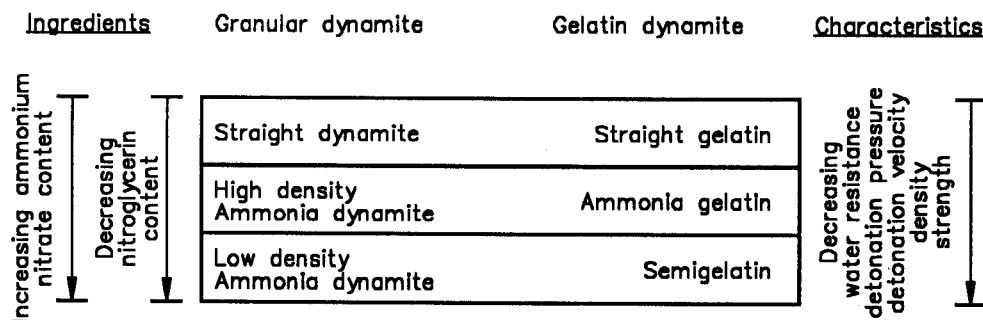 Ingredients
Granular dynamite
Gelatin dynamite
Characteristics
Increasing ammonium
nitrate content
Decreasing
nitroglycerin
content
Straight dynamite
Straight gelatin
High density
Ammonia dynamite
Ammonia gelatin
Low density
Ammonia dynamite
Semigelatin
Decreasing
water resistance
detonation pressure
detonation velocity
density
strength